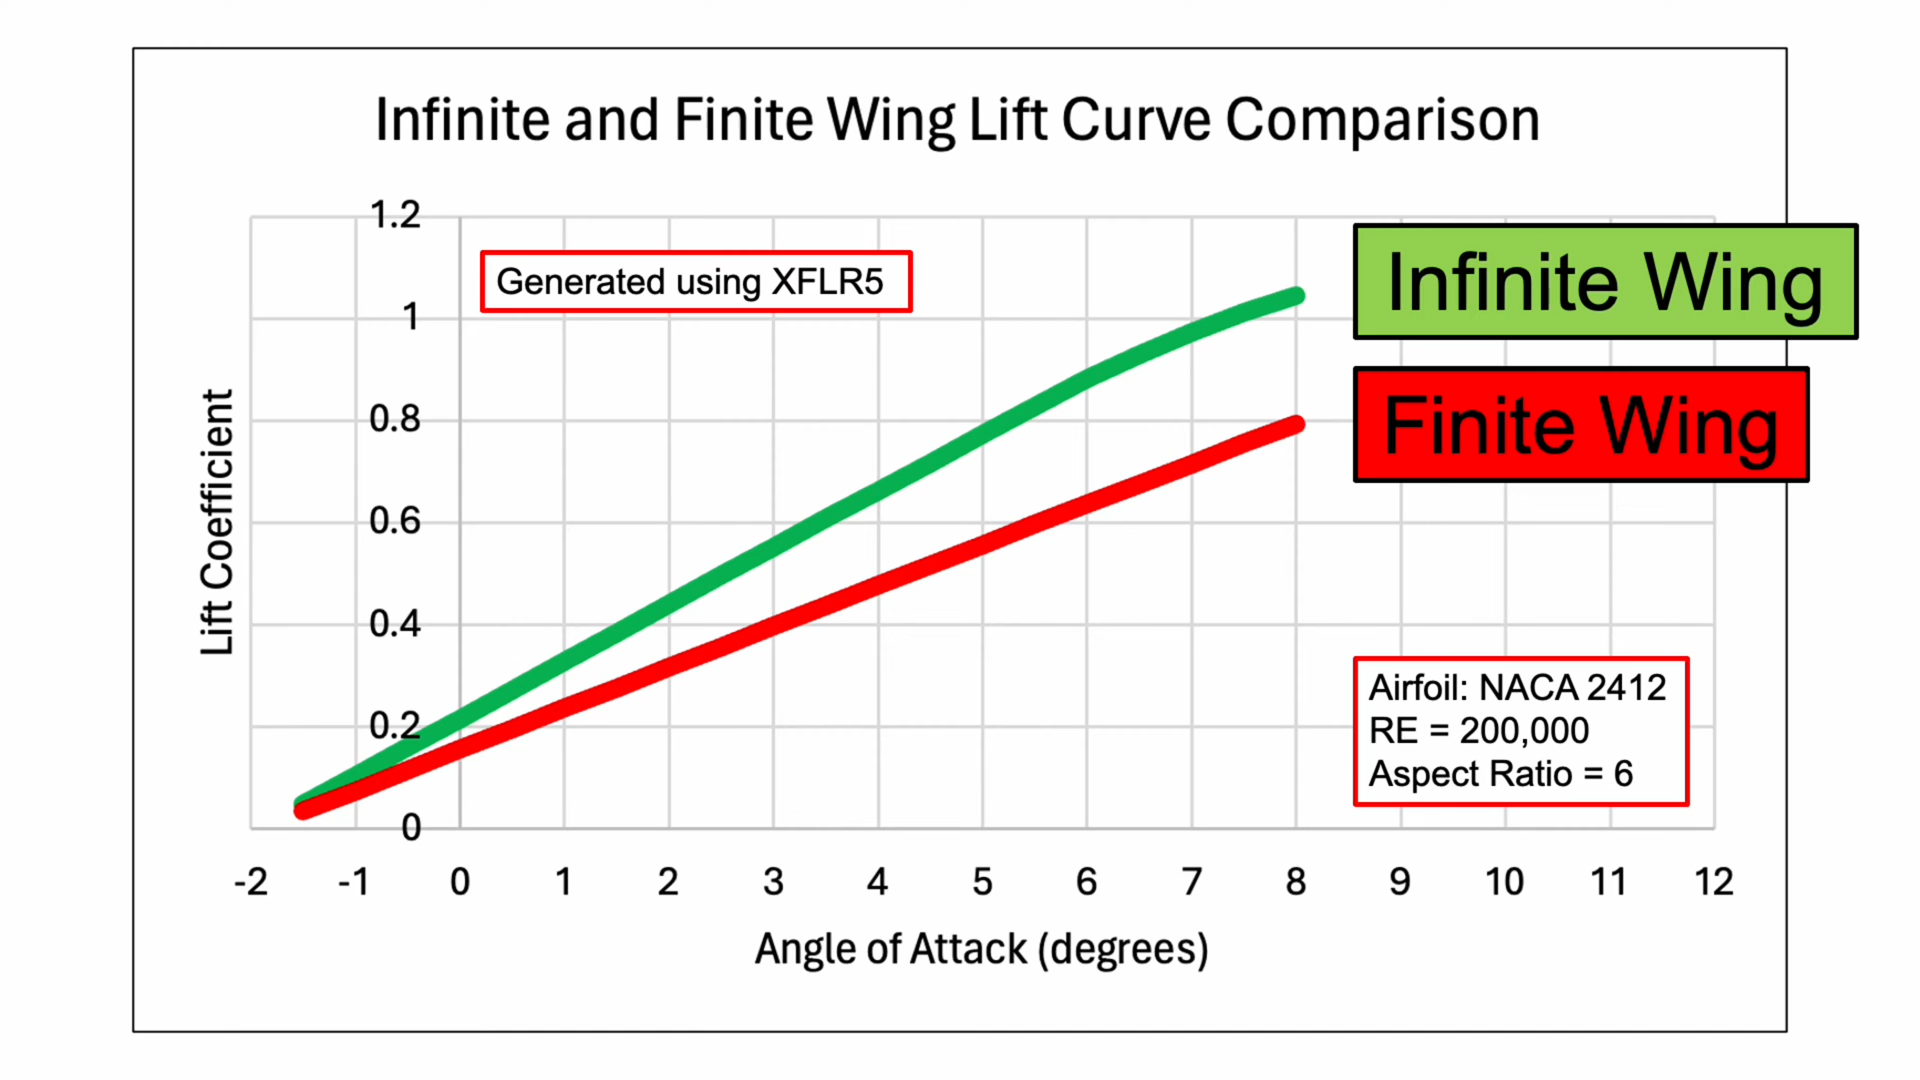 Infinite and Finite Wing Lift Curve Comparison
1.2
Generated using XFLR5
Infinite Wing
1
Finite Wing
0.8
0.6
0.4
0.2
0
Lift Coefficient
Airfoil: NACA 2412
RE = 200,000
Aspect Ratio = 6
-2 -1 0 1 2 3 4 5 6 7 8 9 10 11 12
Angle of Attack (degrees)